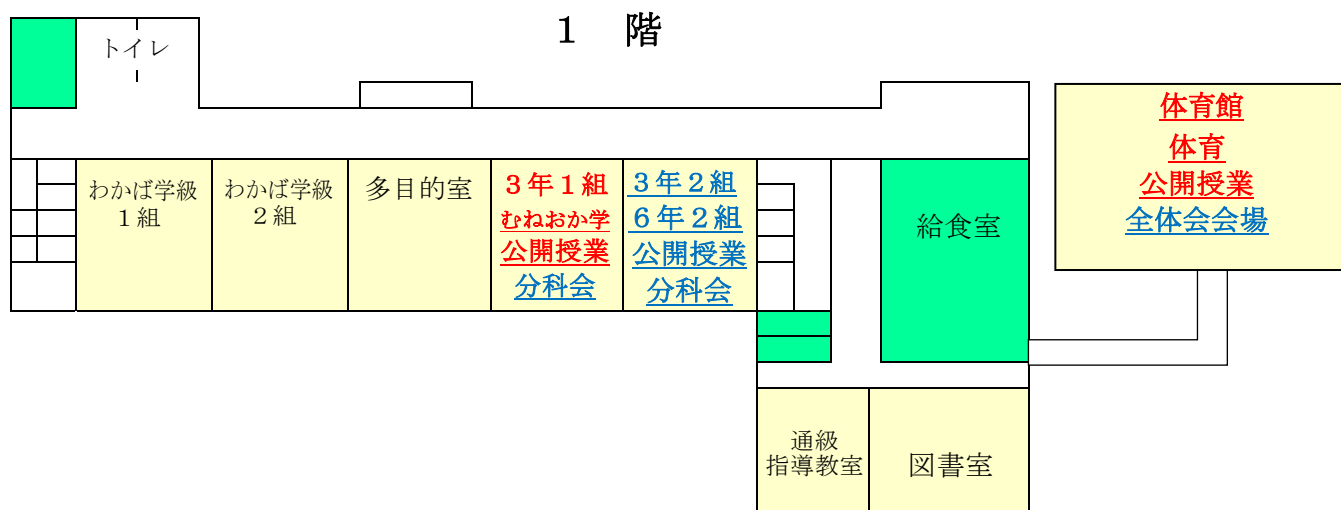 １　階
トイレ
わかば学級
１組
わかば学級
２組
多目的室
３年１組
むねおか学
公開授業
分科会
３年２組
６年２組
公開授業
分科会
給食室
体育館
体育
公開授業
全体会会場
通級
指導教室
図書室